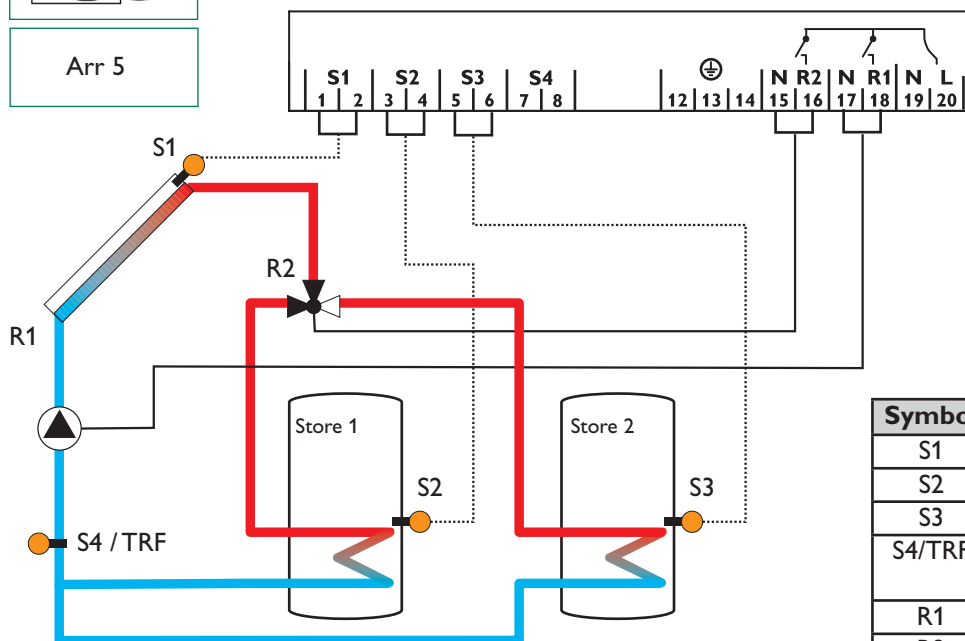 Arr 5
S1 S2 S3 S4 N R2 N R1 N L
1 2 3 4 5 6 7 8 12 13 14 15 16 17 18 19 20
S1
R2
R1
Store 1
Store 2
S2
S3
S4 / TRF
S1
S2
S3
S4/TRF
R1